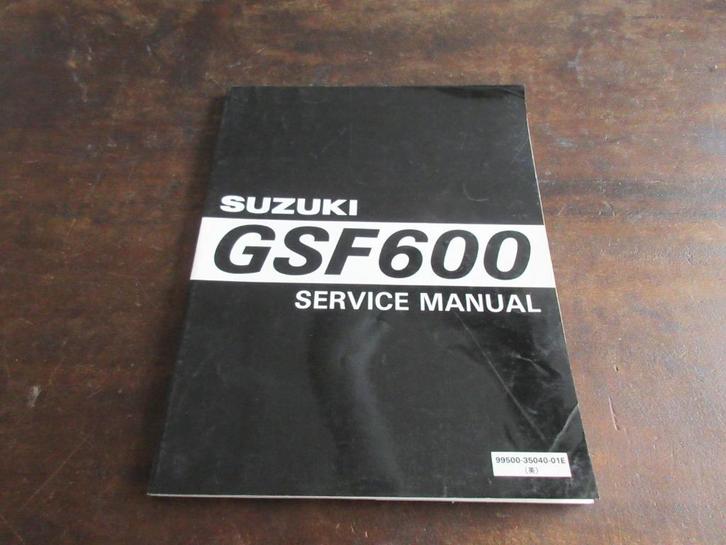 SUZUKI
GSF600
SERVICE MANUAL
99500-35040-01E
(英)